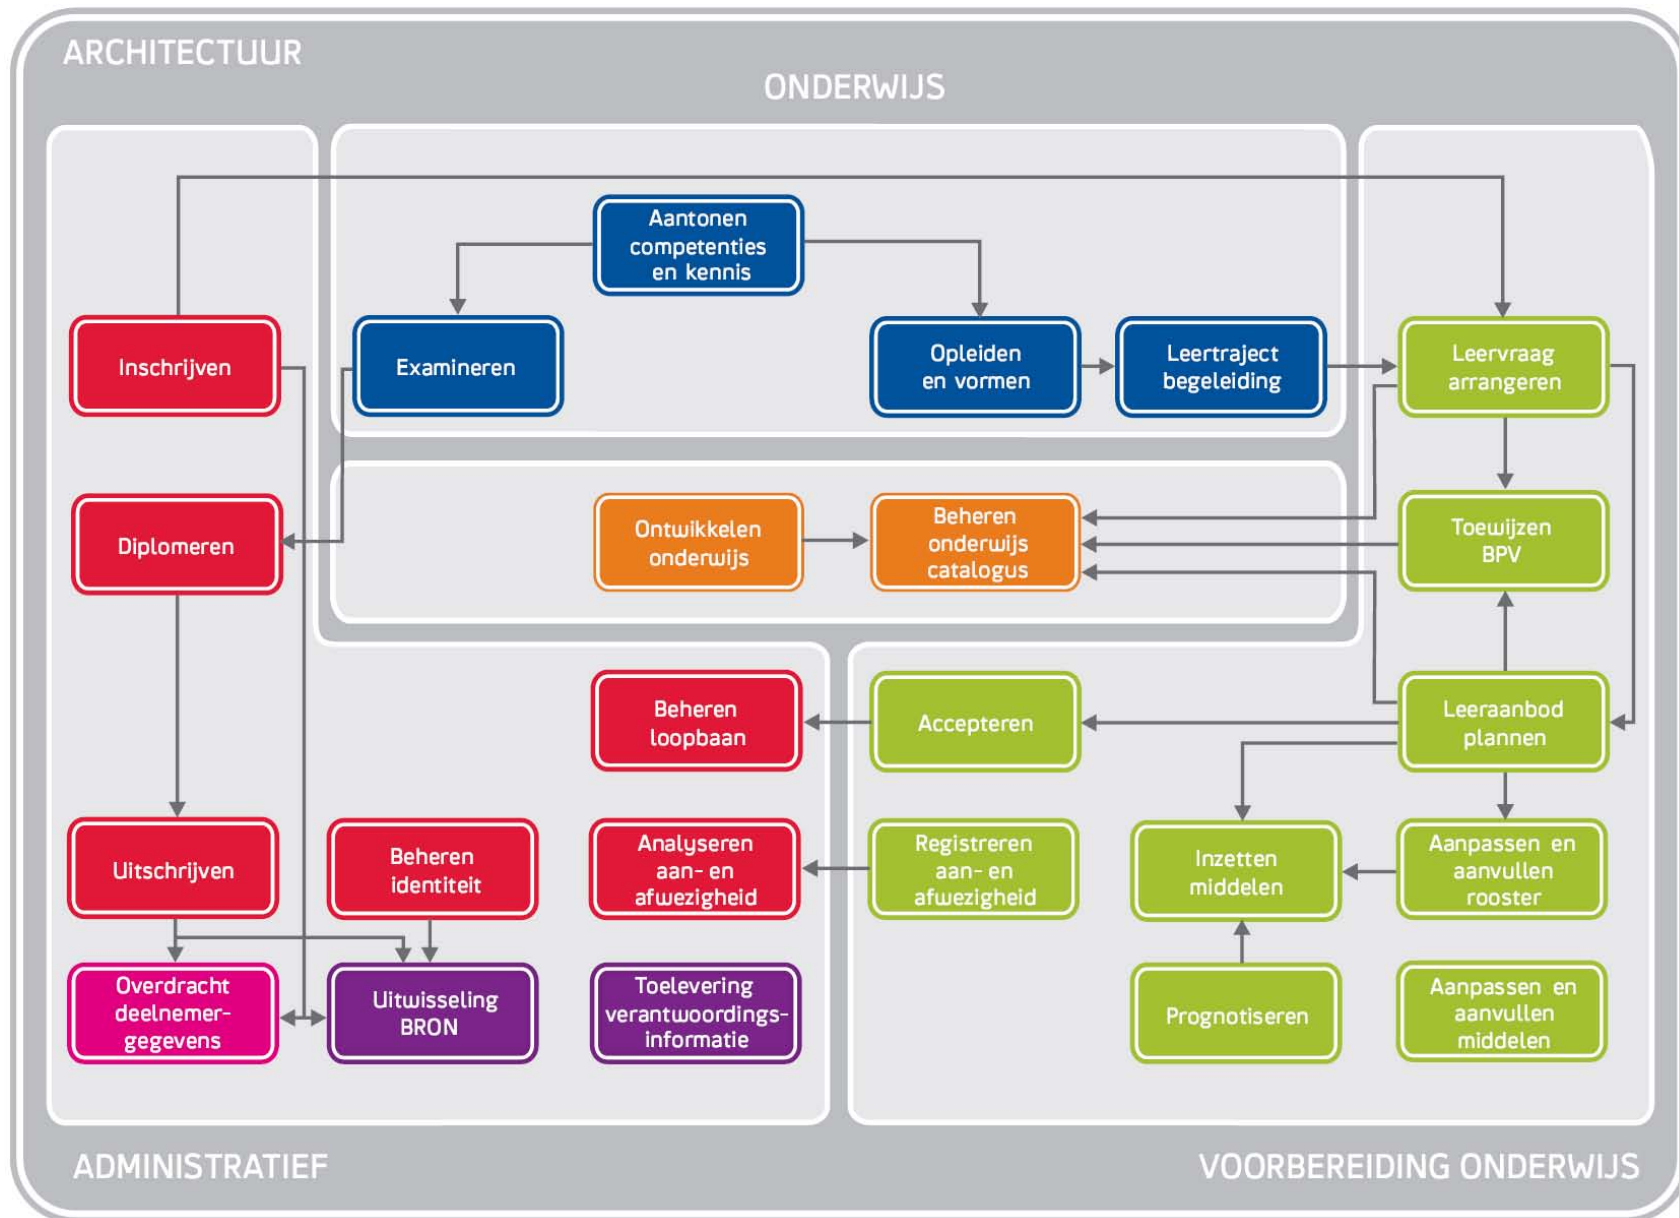 ARCHITECTUUR
ONDERWIJS
Aantonen
competenties
en kennis
Inschrijven
Examineren
Opleiden
en vormen
Leertraject
begeleiding
Leervraag
arrangeren
Diplomeren
Ontwikkelen
onderwijs
Beheren
onderwijs
catalogus
Toewijzen
BPV
Beheren
loopbaan
Accepteren
Leeraanbod
plannen
Uitschrijven
Beheren
identiteit
Analyseren
aan- en
afwezigheid
Registreren
aan- en
afwezigheid
Inzetten
middelen
Aanpassen en
aanvullen
rooster
Overdracht
deelnemer-
gegevens
Uitwisseling
BRON
Toelevering
verantwoordings-
informatie
Prognotiseren
Aanpassen en
aanvullen
middelen
ADMINISTRATIEF
VOORBEREIDING ONDERWIJS